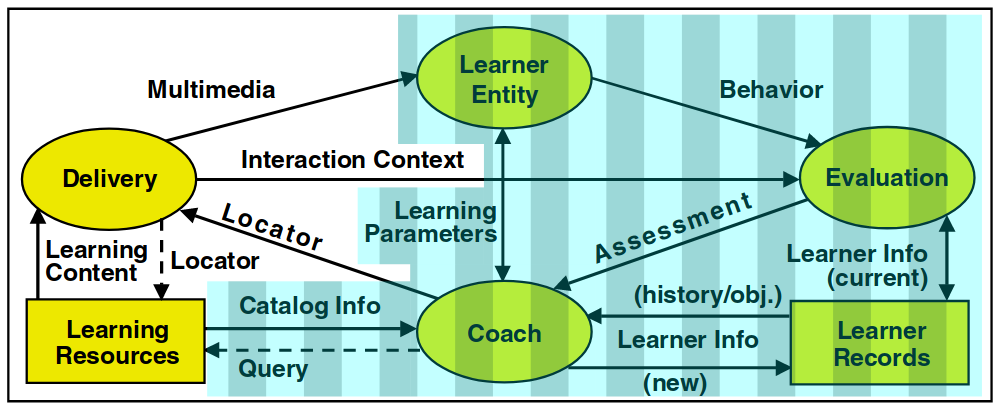 Learner
Entity
Multimedia
Behavior
Interaction Context
Delivery
Evaluation
Learning
Parameters
Locator
Assessment
Learning
Content
Locator
Learner Info
(current)
Catalog Info
(history/obj.)
Learning
Resources
Coach
Learner Info
Learner
Records
Query
(new)